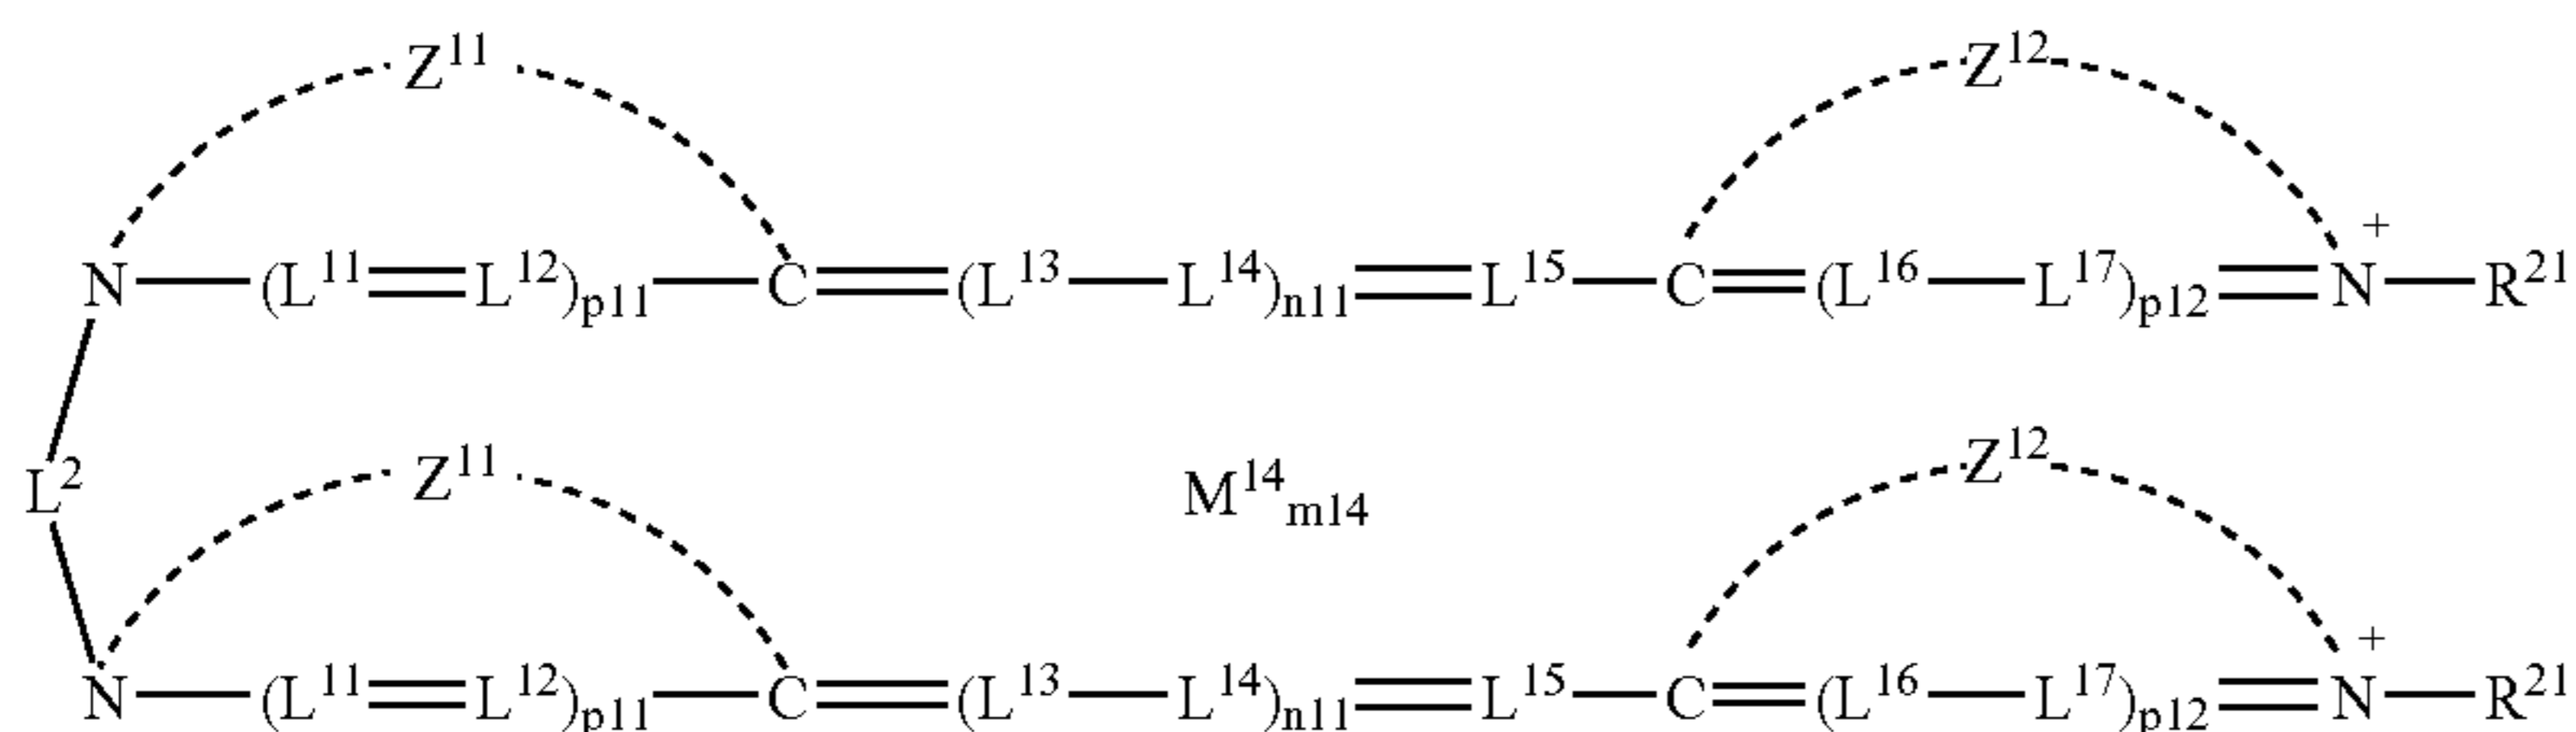 Z¹¹ Z¹²
N—(L¹¹=L¹²)p11—C=(L¹³—L¹⁴)n11=L¹⁵—C=(L¹⁶—L¹⁷)p12=N⁺—R²¹
L² Z¹¹ M¹⁴m14 Z¹²
N—(L¹¹=L¹²)p11—C=(L¹³—L¹⁴)n11=L¹⁵—C=(L¹⁶—L¹⁷)p12=N⁺—R²¹